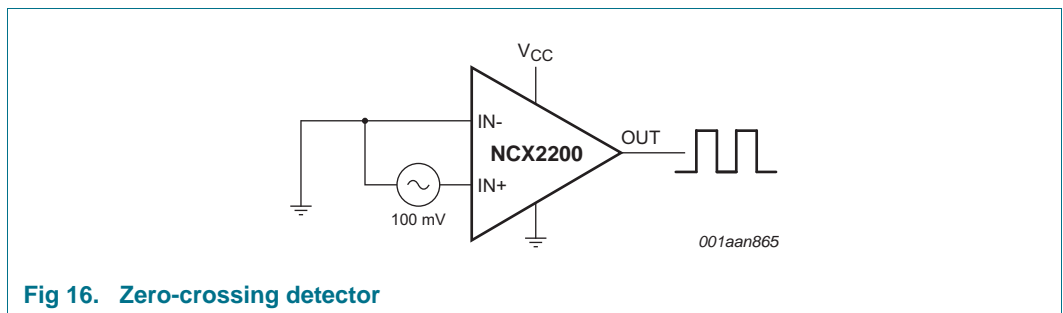 VCC
IN-
OUT
NCX2200
IN+
100 mV
001aan865
Fig 16. Zero-crossing detector